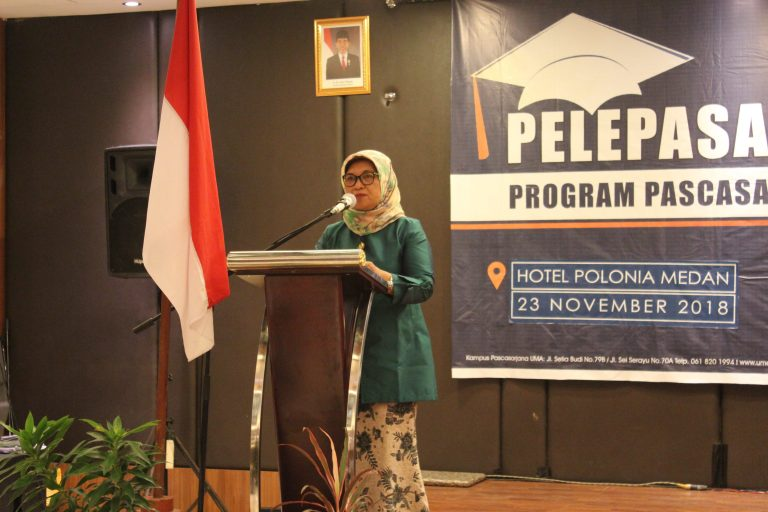 PELEPASA
PROGRAM PASCASA
HOTEL POLONIA MEDAN
23 NOVEMBER 2018
Kampus Pascasarjana UMA: Jl. Setia Budi No.79B / Jl. Sei Serayu No.70A Telp. 061 820 1994 | www.uma